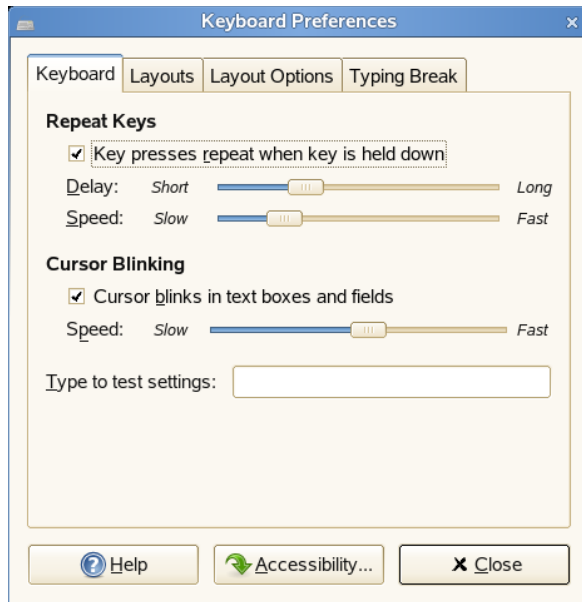 Keyboard Preferences
Keyboard Layouts Layout Options Typing Break
Repeat Keys
Key presses repeat when key is held down
Delay: Short Long
Speed: Slow Fast
Cursor Blinking
Cursor blinks in text boxes and fields
Speed: Slow Fast
Type to test settings:
Help Accessibility... Close